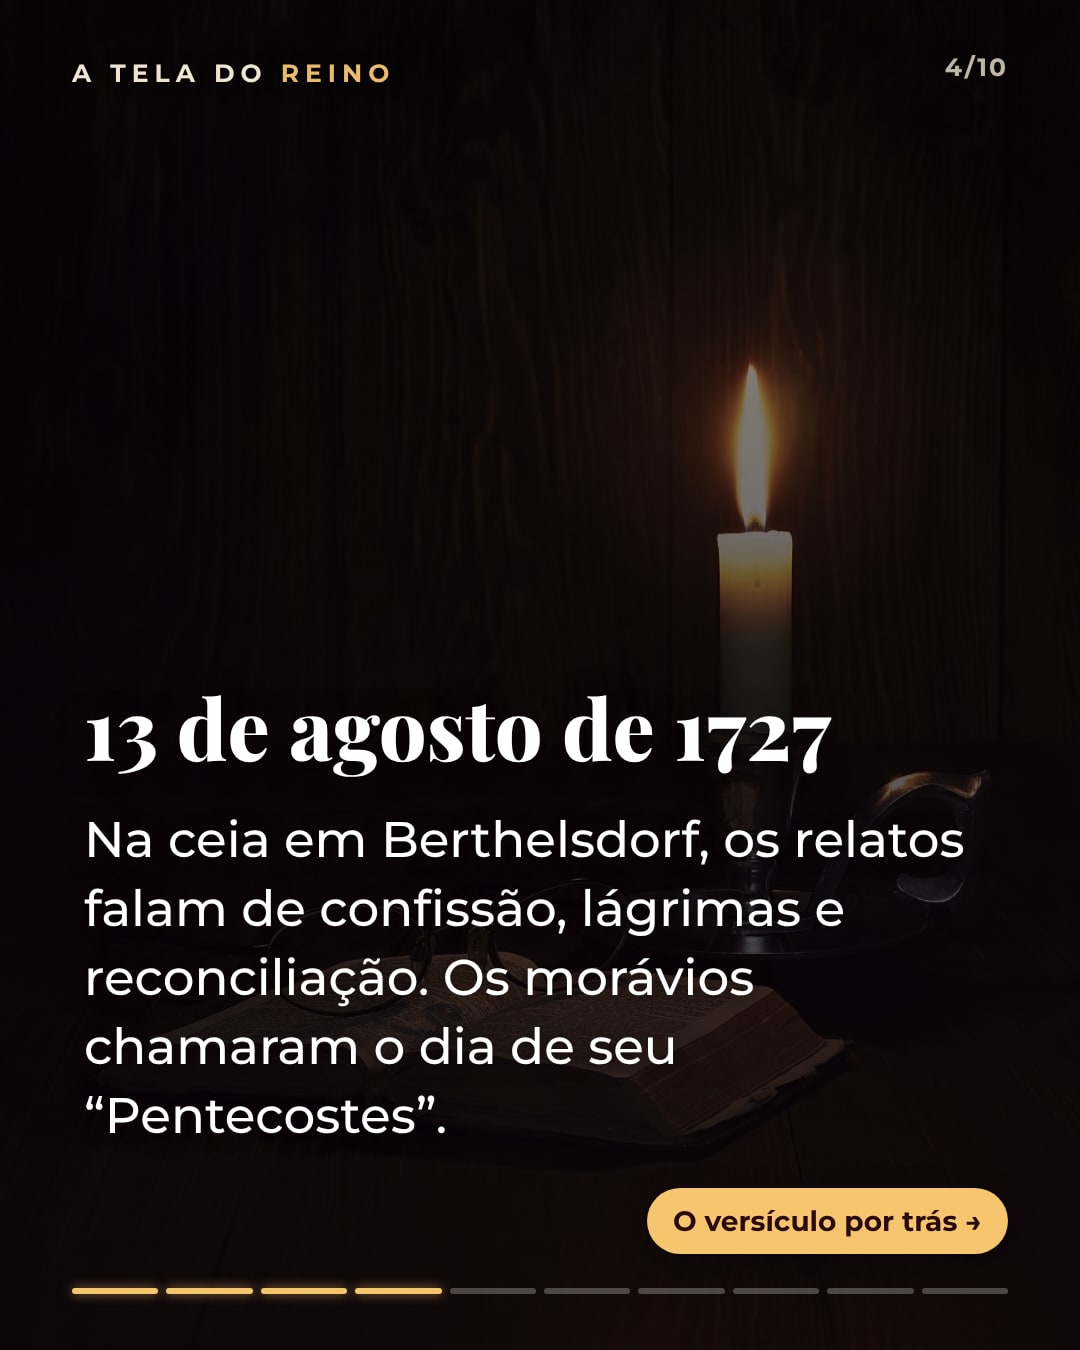 A TELA DO REINO
4/10
13 de agosto de 1727
Na ceia em Berthelsdorf, os relatos
falam de confissão, lágrimas e
reconciliação. Os morávios
chamaram o dia de seu
“Pentecostes”.
O versículo por trás →